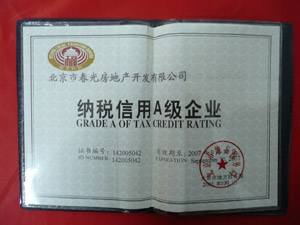 北京市春光房地产开发有限公司
纳税信用A级企业
GRADE A OF TAX CREDIT RATING
证书编号: 142005042
ID NUMBER 142005042
有效期至: 2007
EXPIRATION September